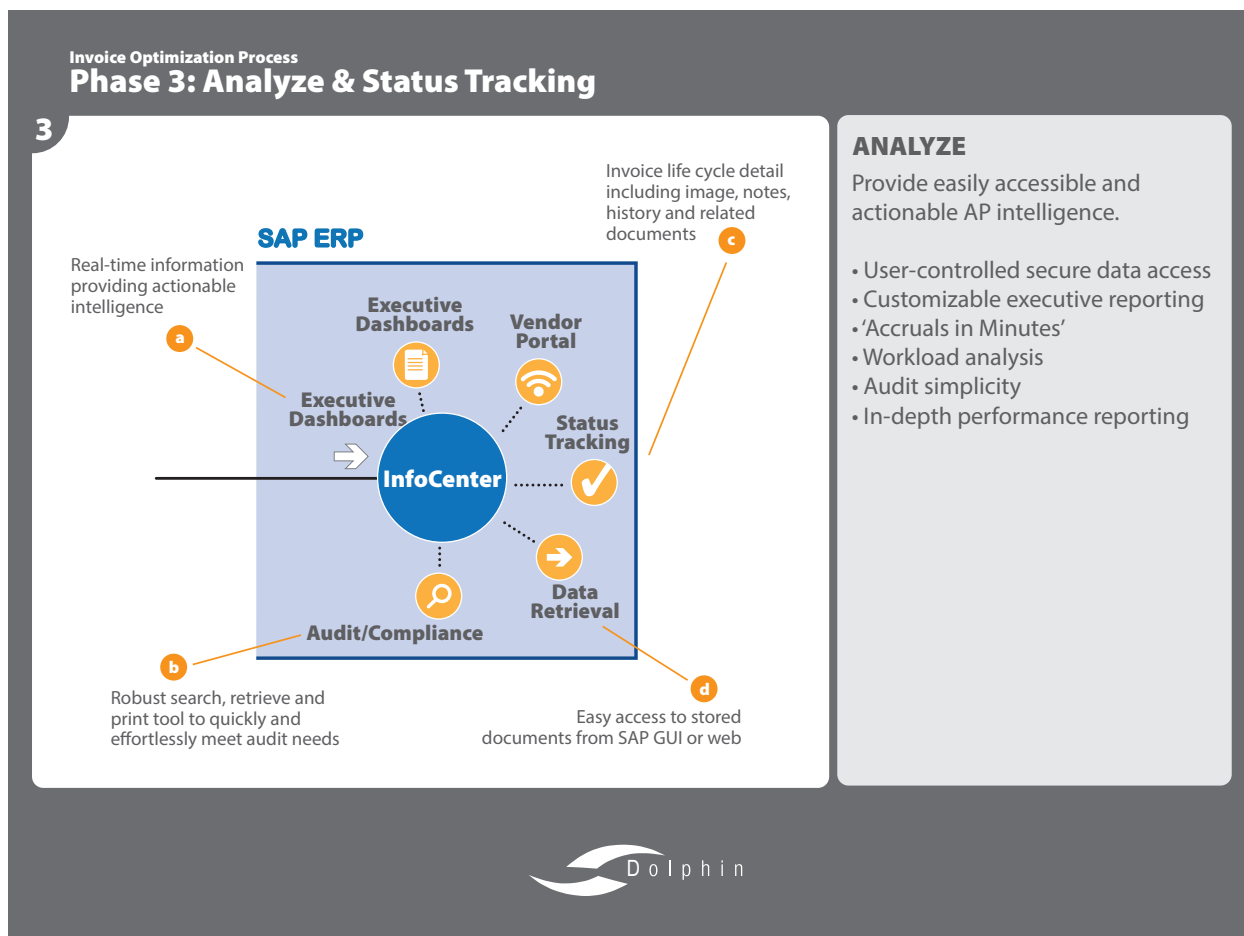 Invoice Optimization Process
Phase 3: Analyze & Status Tracking
3
Invoice life cycle detail
including image, notes,
history and related
documents
c
SAP ERP
Real-time information
providing actionable
intelligence
a
Executive
Dashboards
Vendor
Portal
Executive
Dashboards
Status
Tracking
InfoCenter
Data
Retrieval
Audit/Compliance
b
Robust search, retrieve and
print tool to quickly and
effortlessly meet audit needs
d
Easy access to stored
documents from SAP GUI or web
ANALYZE
Provide easily accessible and
actionable AP intelligence.
• User-controlled secure data access
• Customizable executive reporting
• ‘Accruals in Minutes’
• Workload analysis
• Audit simplicity
• In-depth performance reporting
Dolphin